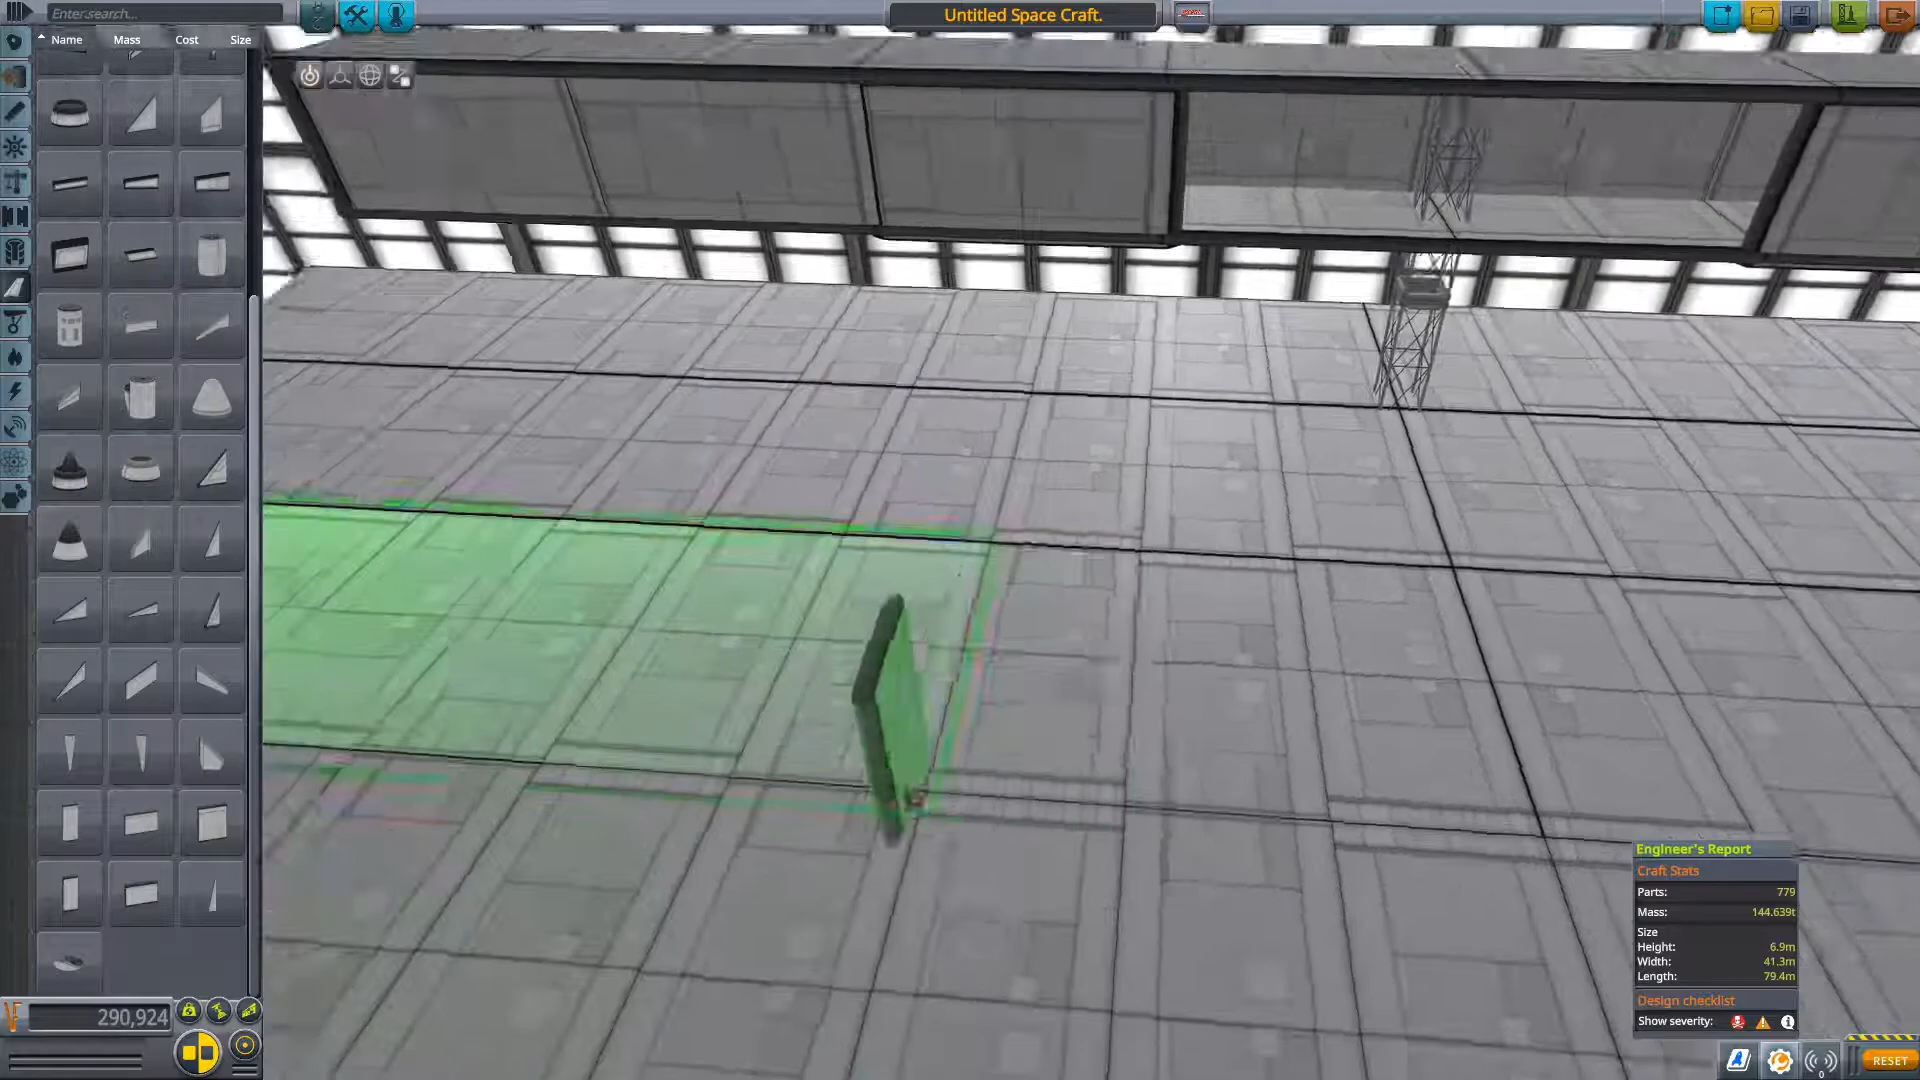 Enter search...
Untitled Space Craft.
Name Mass Cost Size
Engineer's Report
Craft Stats
Parts: 779
Mass: 144.639t
Size
Height: 6.9m
Width: 41.3m
Length: 79.4m
Design checklist
Show severity:
290,924
0
RESET